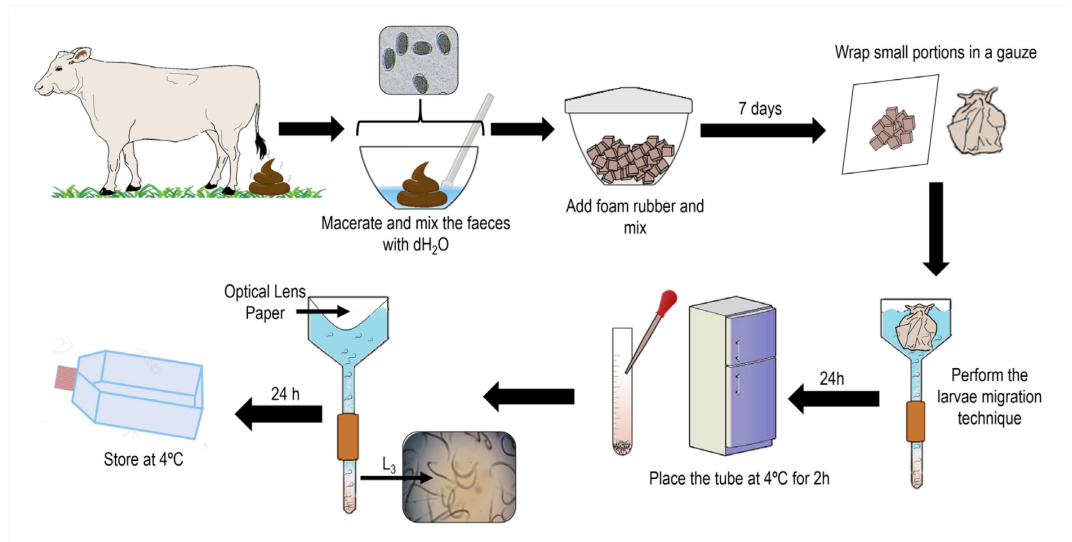 Macerate and mix the faeces
with dH₂O
Add foam rubber and
mix
7 days
Wrap small portions in a gauze
Perform the
larvae migration
technique
24h
Place the tube at 4ºC for 2h
Optical Lens
Paper
L₃
24 h
Store at 4ºC